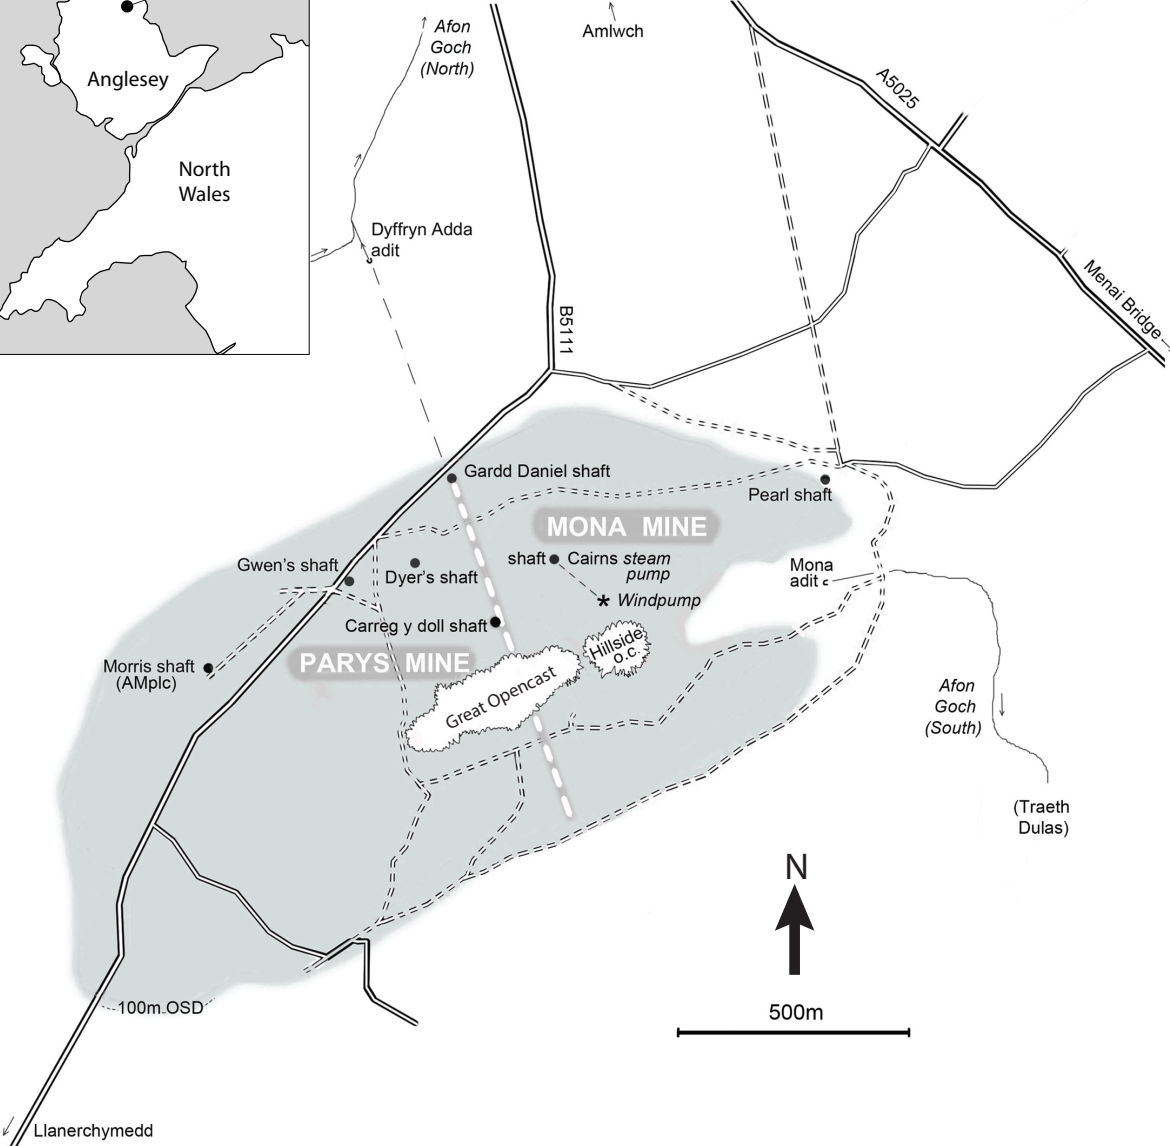 Afon
Goch
(North)
Amlwch
A5025
Anglesey
North
Wales
Dyffryn Adda
adit
Menai Bridge
B5111
Gardd Daniel shaft
Pearl shaft
MONA MINE
Gwen's shaft
Dyer's shaft
shaft
Cairns steam
pump
Mona
adit
Windpump
Carreg y doll shaft
Hillside
o.c.
PARYS MINE
Morris shaft
(AMplc)
Great Opencast
Afon
Goch
(South)
(Traeth
Dulas)
N
100m.OSD
500m
Llanerchymedd